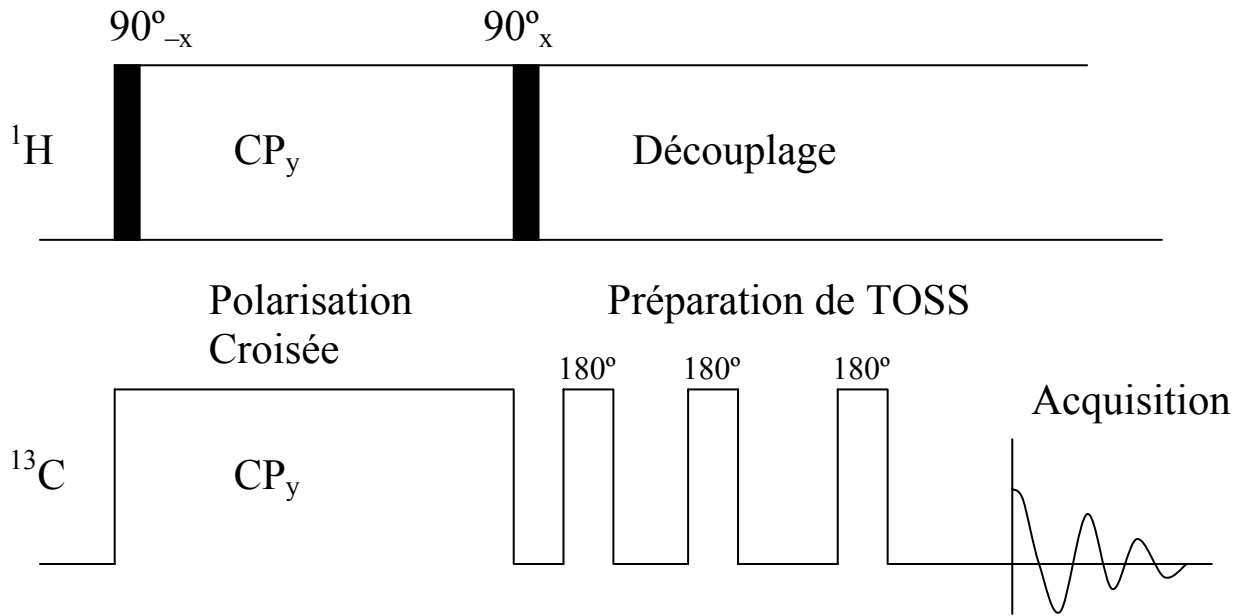 90º–x
90ºx
1H
CPy
Découplage
Polarisation
Croisée
Préparation de TOSS
180º
180º
180º
Acquisition
13C
CPy